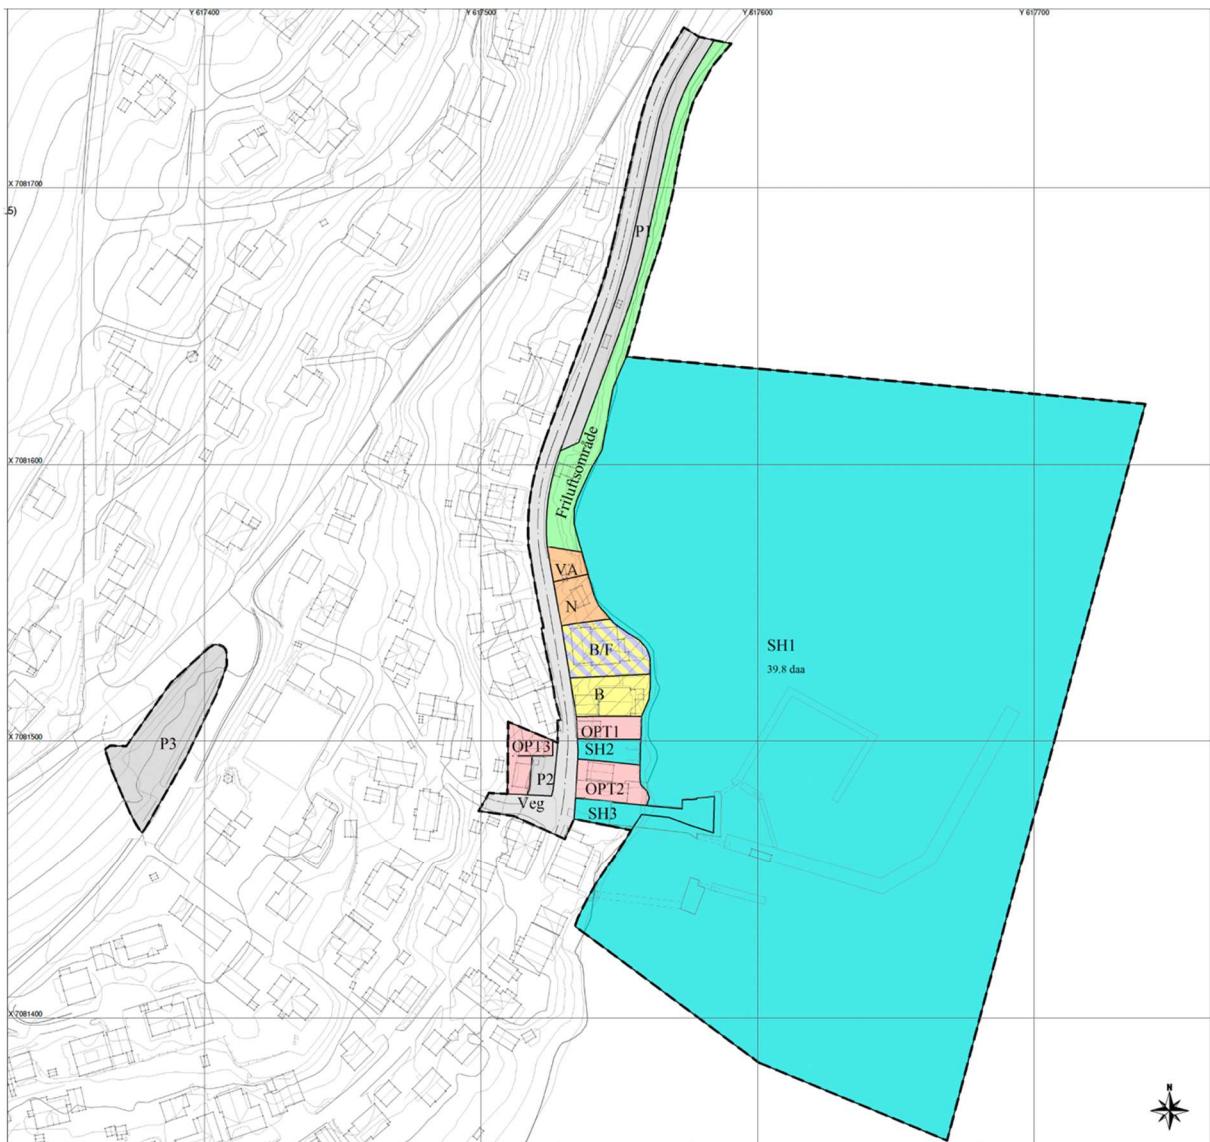 Y 617400
Y 617500
Y 617600
Y 617700
X 7081700
.5)
P1
X 7081600
Friluftsområde
VA
N
B/F
SH1
39.8 daa
B
OPT1
X 7081500
P3
OPT3
SH2
P2
OPT2
Veg
SH3
X 7081400
N